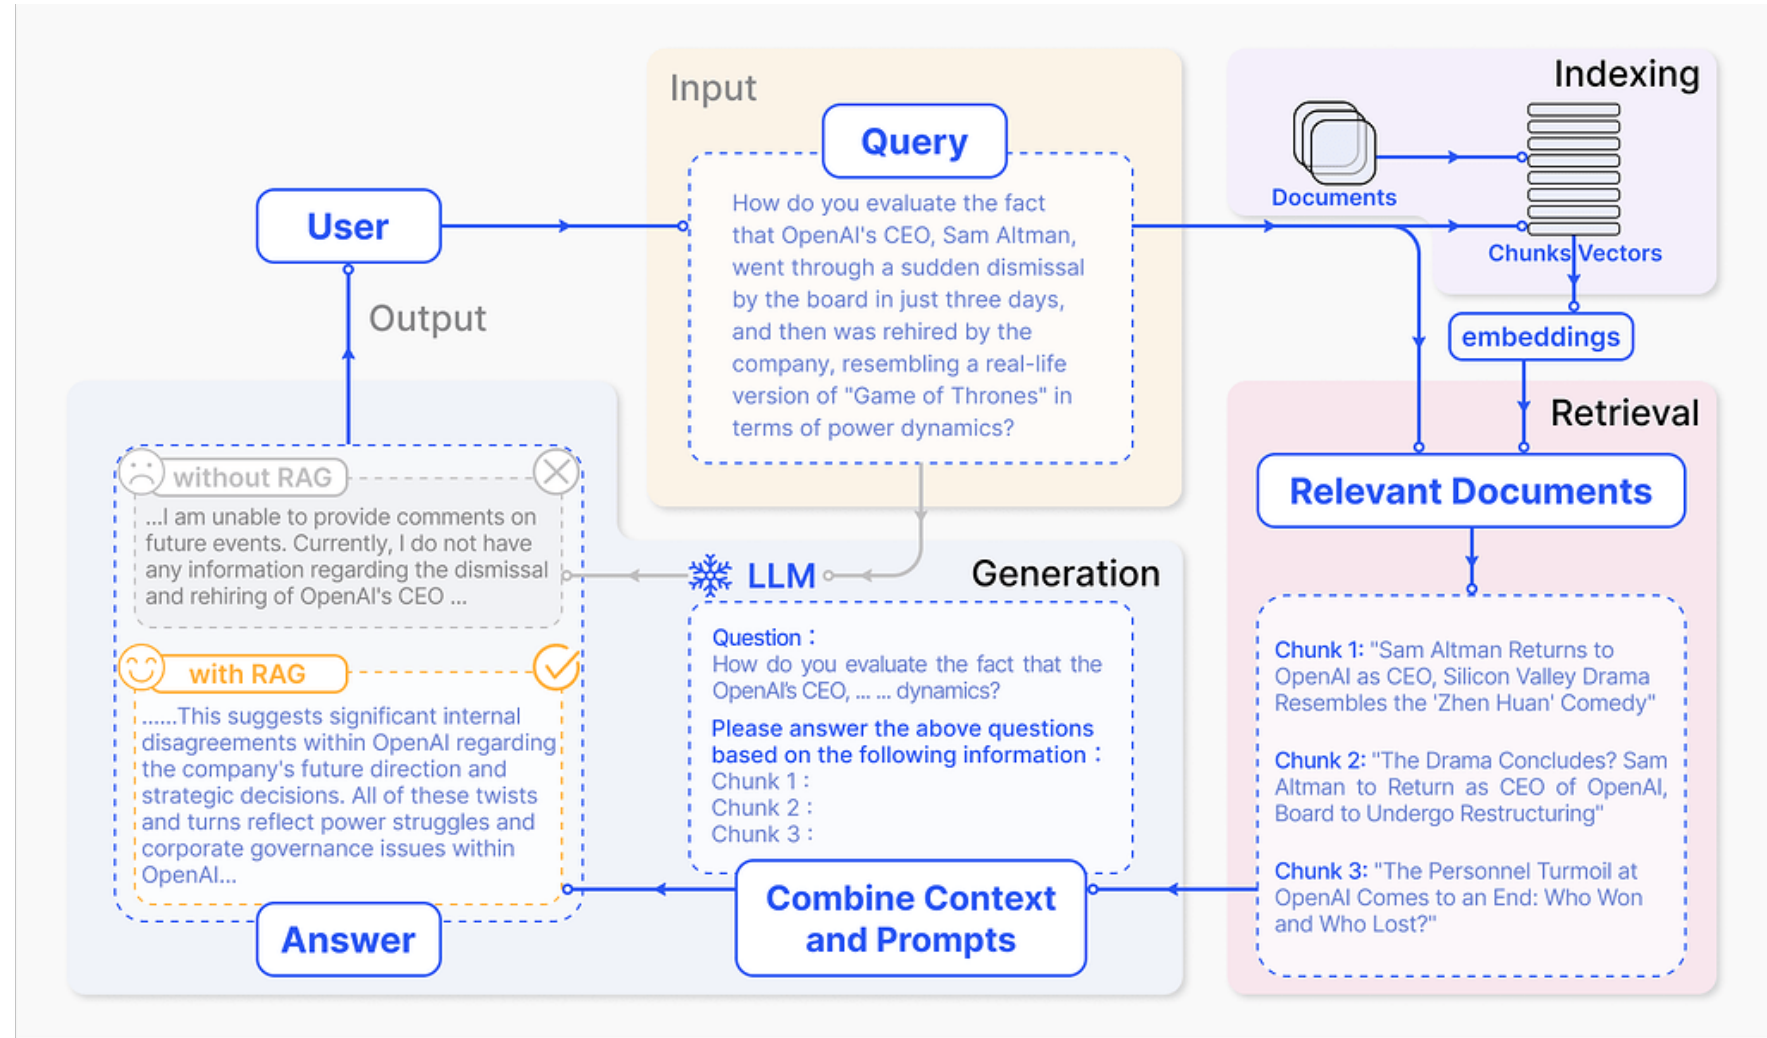 Input
Query
How do you evaluate the fact
that OpenAI's CEO, Sam Altman,
went through a sudden dismissal
by the board in just three days,
and then was rehired by the
company, resembling a real-life
version of "Game of Thrones" in
terms of power dynamics?
Indexing
Documents
Chunks Vectors
embeddings
User
Output
Retrieval
Relevant Documents
Chunk 1: "Sam Altman Returns to
OpenAI as CEO, Silicon Valley Drama
Resembles the 'Zhen Huan' Comedy"
Chunk 2: "The Drama Concludes? Sam
Altman to Return as CEO of OpenAI,
Board to Undergo Restructuring"
Chunk 3: "The Personnel Turmoil at
OpenAI Comes to an End: Who Won
and Who Lost?"
Generation
LLM
Question :
How do you evaluate the fact that the
OpenAI's CEO, ... ... dynamics?
Please answer the above questions
based on the following information :
Chunk 1 :
Chunk 2 :
Chunk 3 :
Combine Context
and Prompts
without RAG
...I am unable to provide comments on
future events. Currently, I do not have
any information regarding the dismissal
and rehiring of OpenAI's CEO ...
with RAG
......This suggests significant internal
disagreements within OpenAI regarding
the company's future direction and
strategic decisions. All of these twists
and turns reflect power struggles and
corporate governance issues within
OpenAI...
Answer